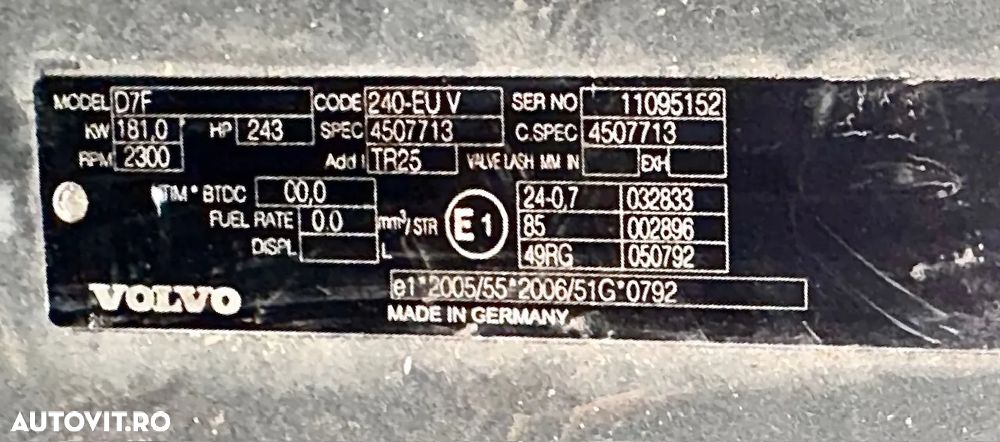 MODEL D7F CODE 240-EU V SER NO 11095152
KW 181,0 HP 243 SPEC 4507713 C.SPEC 4507713
RPM 2300 Add I TR25 VALVE LASH MM IN EXH
TIM° BTDC 00,0 24-0,7 032833
FUEL RATE 0.0 mm³/STR E1 85 002896
DISPL L 49RG 050792
e1*2005/55*2006/51G*0792
VOLVO MADE IN GERMANY
AUTOVIT.RO